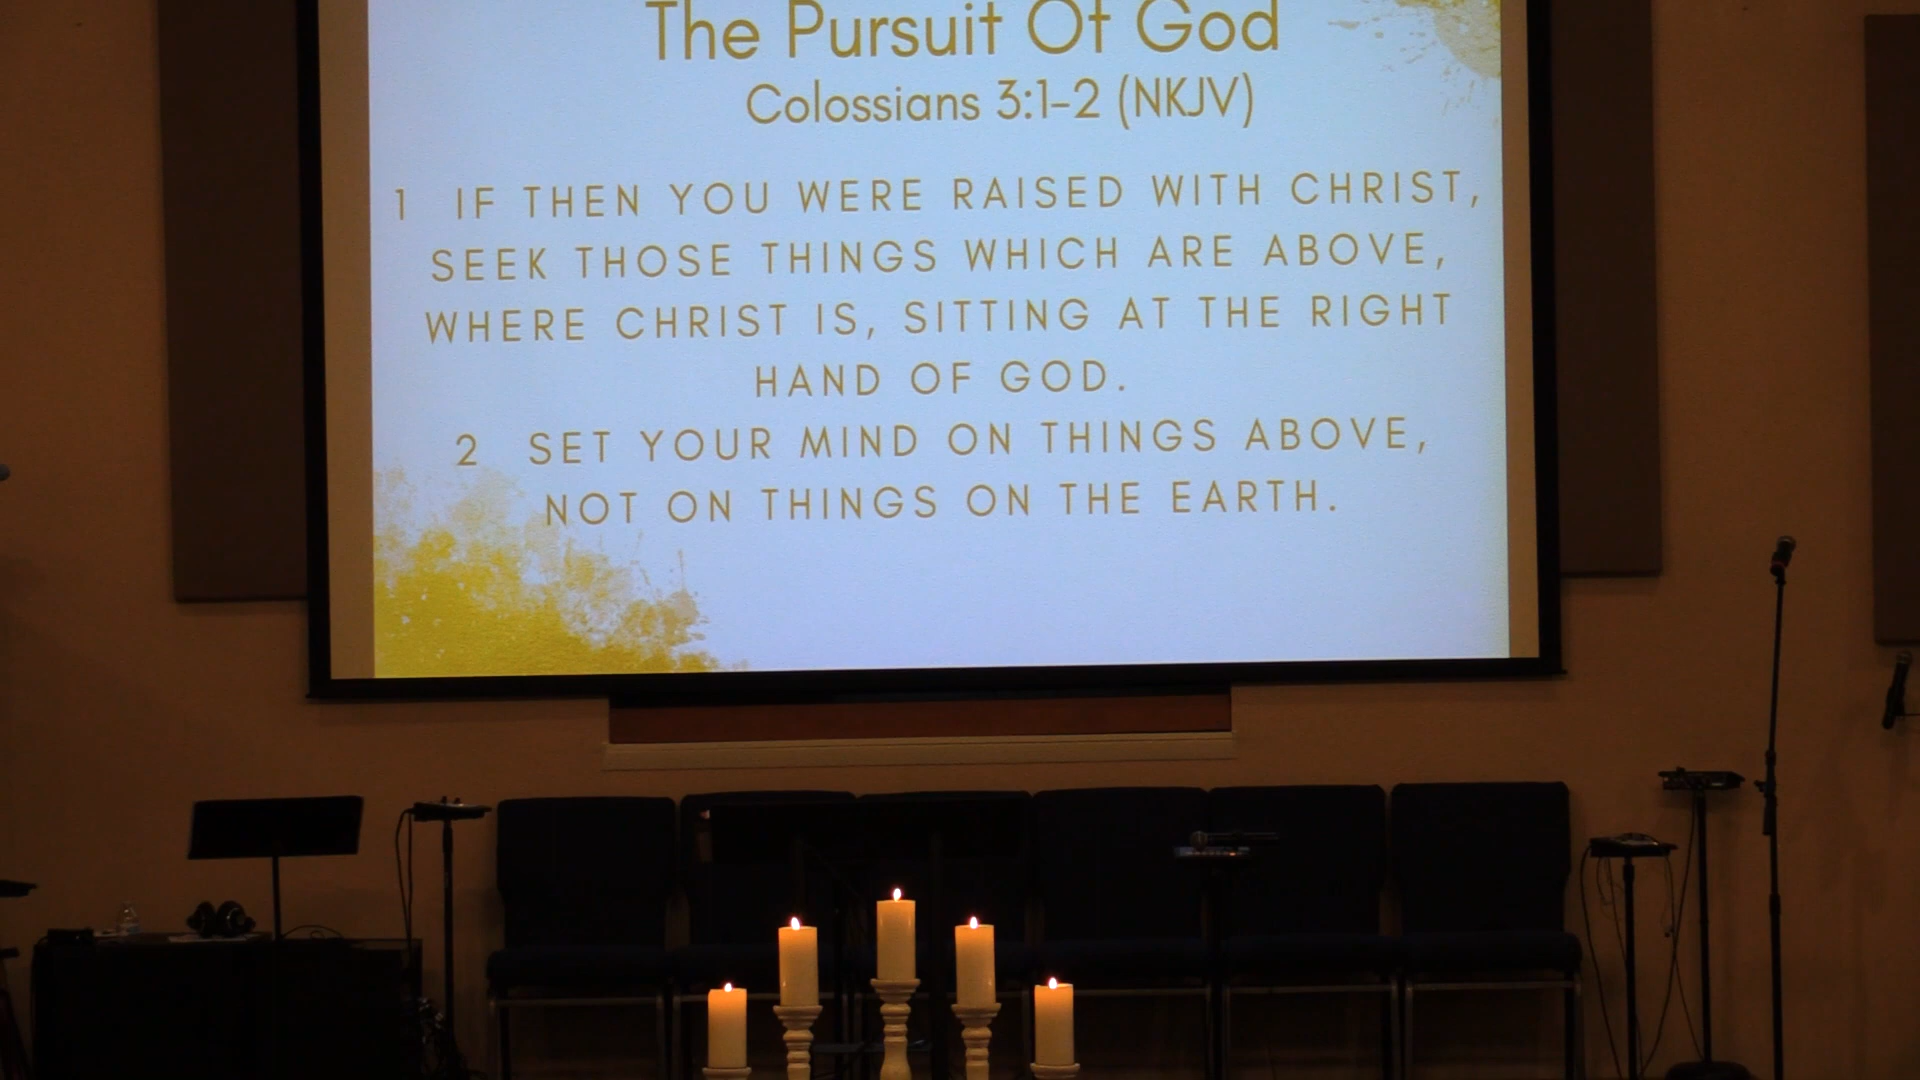 The Pursuit Of God
Colossians 3:1-2 (NKJV)
1 IF THEN YOU WERE RAISED WITH CHRIST,
SEEK THOSE THINGS WHICH ARE ABOVE,
WHERE CHRIST IS, SITTING AT THE RIGHT
HAND OF GOD.
2 SET YOUR MIND ON THINGS ABOVE,
NOT ON THINGS ON THE EARTH.